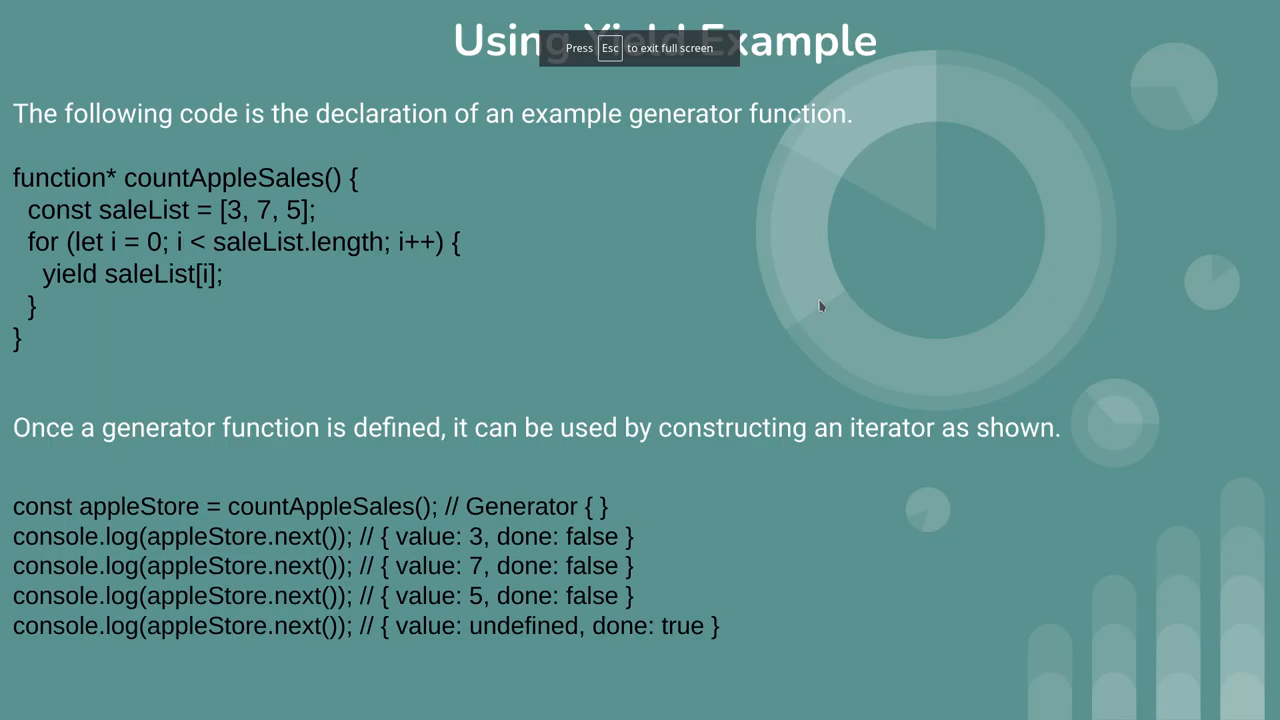 Using Yield Example
Press Esc to exit full screen
The following code is the declaration of an example generator function.
function* countAppleSales() {
const saleList = [3, 7, 5];
for (let i = 0; i < saleList.length; i++) {
yield saleList[i];
}
}
Once a generator function is defined, it can be used by constructing an iterator as shown.
const appleStore = countAppleSales(); // Generator { }
console.log(appleStore.next()); // { value: 3, done: false }
console.log(appleStore.next()); // { value: 7, done: false }
console.log(appleStore.next()); // { value: 5, done: false }
console.log(appleStore.next()); // { value: undefined, done: true }